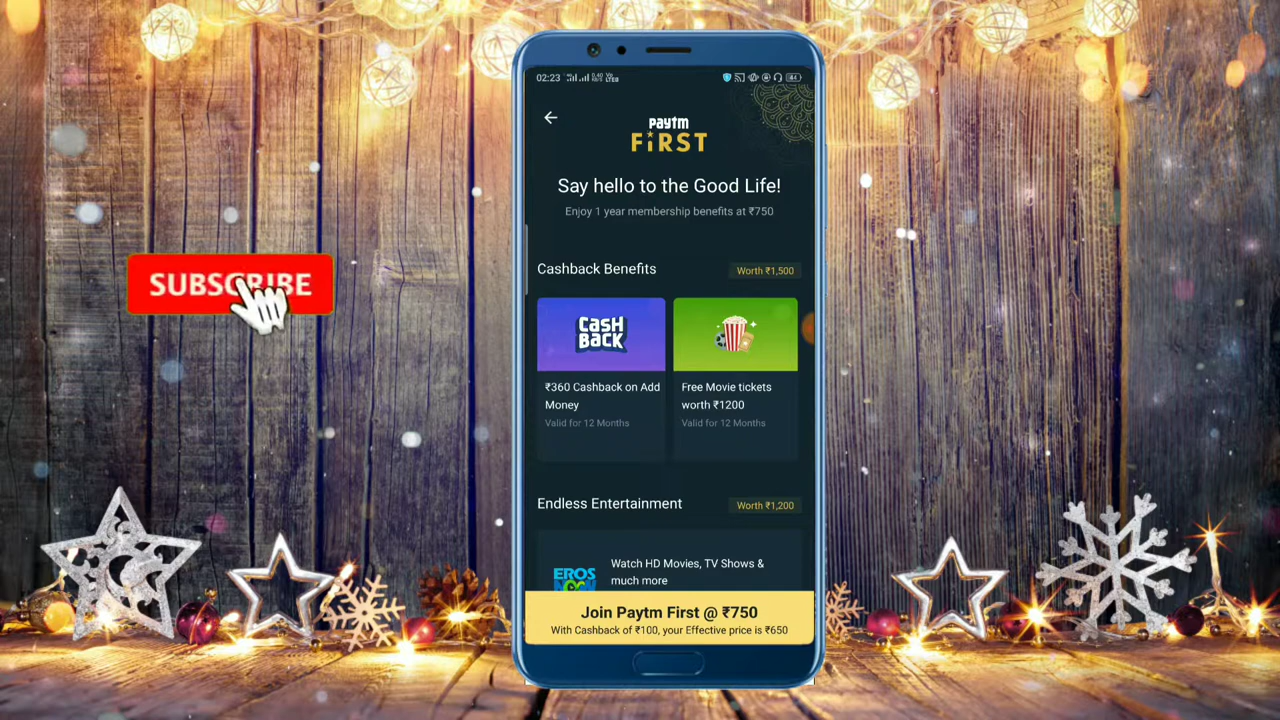 SUBSCRIBE
02:23
paytm
FIRST
Say hello to the Good Life!
Enjoy 1 year membership benefits at ₹750
Cashback Benefits
Worth ₹1,500
CASH
BACK
₹360 Cashback on Add
Money
Valid for 12 Months
Free Movie tickets
worth ₹1200
Valid for 12 Months
Endless Entertainment
Worth ₹1,200
EROS
NOW
Watch HD Movies, TV Shows &
much more
Join Paytm First @ ₹750
With Cashback of ₹100, your Effective price is ₹650